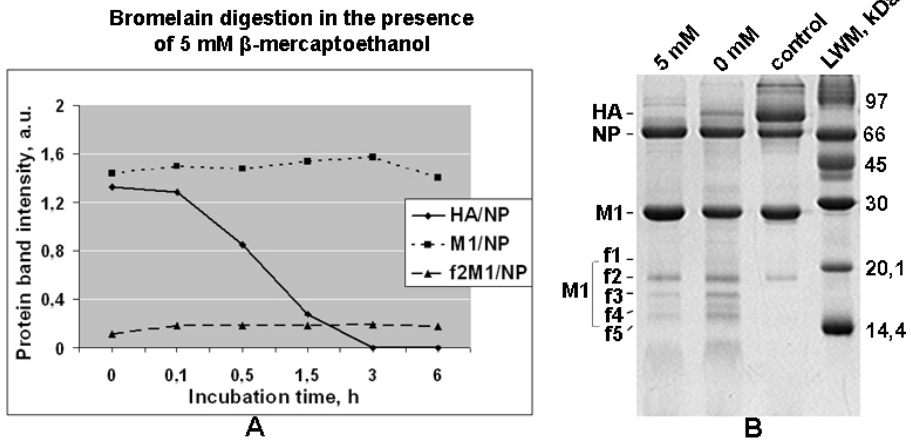 Bromelain digestion in the presence
of 5 mM β-mercaptoethanol
Protein band intensity, a.u.
2
1.6
1,2
0.8
0.4
0
0
0,1
0,5
1,5
3
6
Incubation time, h
HA/NP
M1/NP
f2M1/NP
A
5 mM
0 mM
control
LWM, kDa
HA
NP
M1
M1
f1
f2
f3
f4
f5
97
66
45
30
20,1
14,4
B